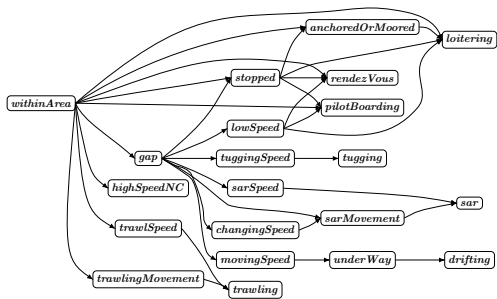 anchoredOrMoored
loitering
stopped
rendezVous
withinArea
pilotBoarding
lowSpeed
gap
tuggingSpeed
tugging
highSpeedNC
sarSpeed
sar
sarMovement
trawlSpeed
changingSpeed
movingSpeed
underWay
drifting
trawlingMovement
trawling